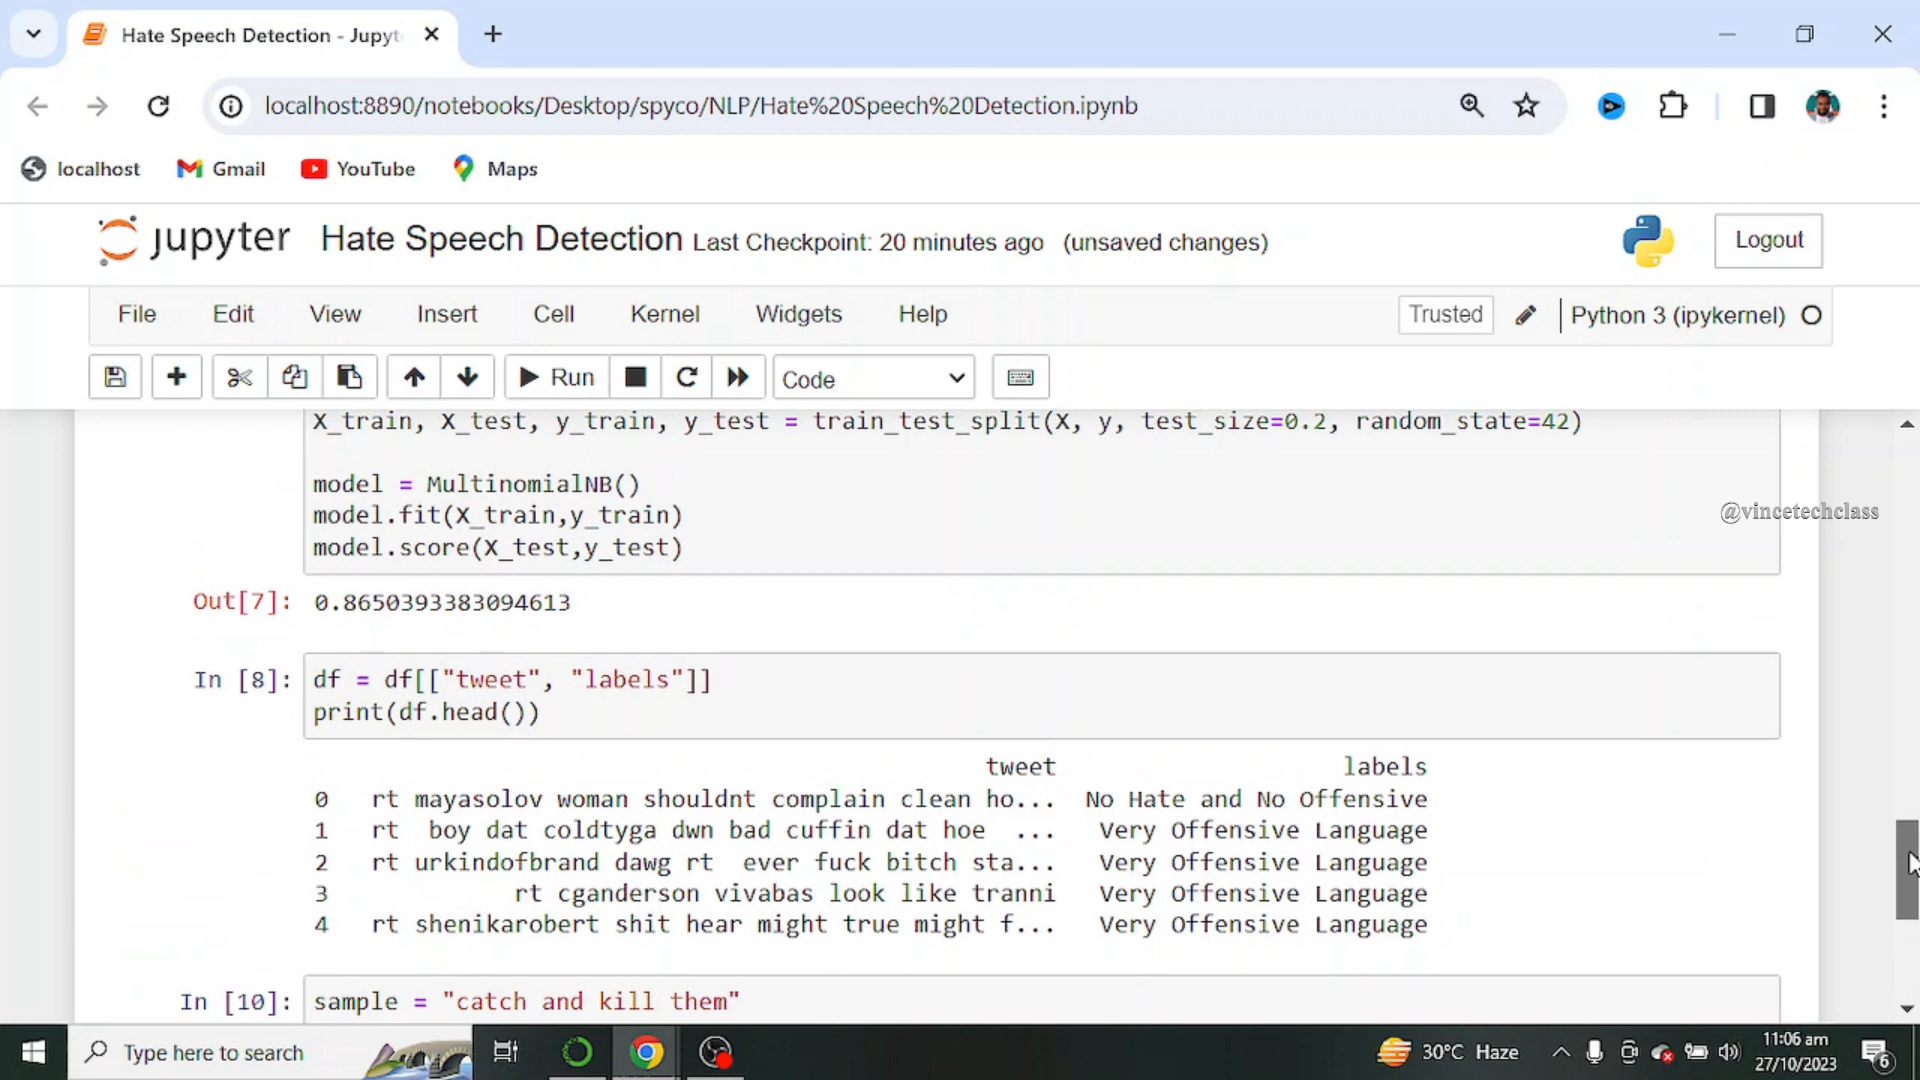 Hate Speech Detection - Jupyt
localhost:8890/notebooks/Desktop/spyco/NLP/Hate%20Speech%20Detection.ipynb
localhost Gmail YouTube Maps
jupyter Hate Speech Detection Last Checkpoint: 20 minutes ago (unsaved changes) Logout
File Edit View Insert Cell Kernel Widgets Help Trusted Python 3 (ipykernel)
Run Code
X_train, X_test, y_train, y_test = train_test_split(X, y, test_size=0.2, random_state=42)
model = MultinomialNB()
@vincetechclass
model.fit(X_train,y_train)
model.score(X_test,y_test)
Out[7]: 0.8650393383094613
In [8]: df = df[["tweet", "labels"]]
print(df.head())
tweet labels
0 rt mayasolov woman shouldnt complain clean ho... No Hate and No Offensive
1 rt boy dat coldtyga dwn bad cuffin dat hoe ... Very Offensive Language
2 rt urkindofbrand dawg rt ever fuck bitch sta... Very Offensive Language
3 rt cganderson vivabas look like tranni Very Offensive Language
4 rt shenikarobert shit hear might true might f... Very Offensive Language
In [10]: sample = "catch and kill them"
Type here to search 30°C Haze 11:06 am
27/10/2023 6